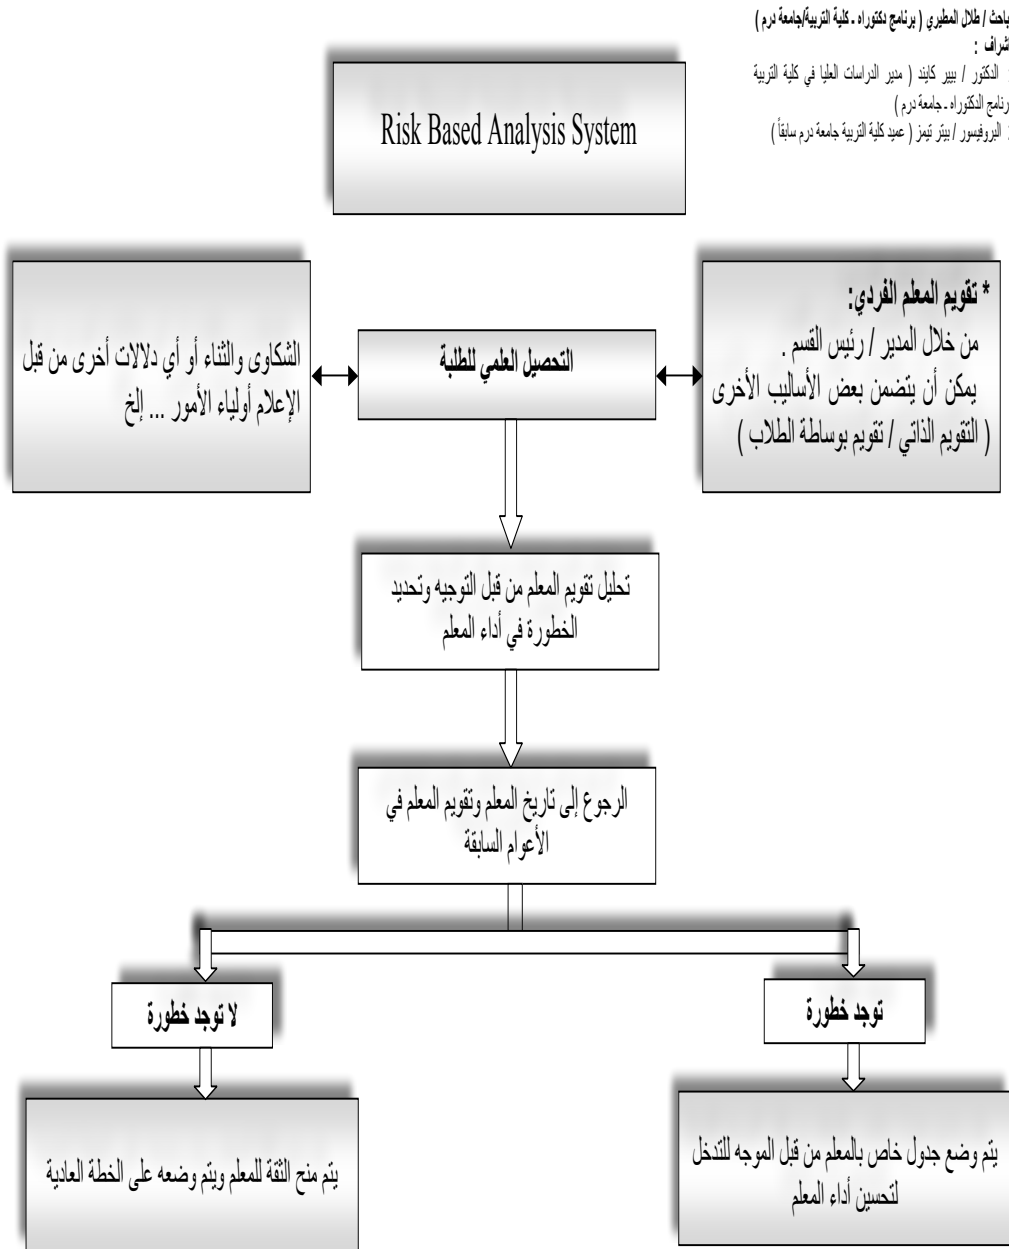 باحث / طلال المطيري ( برنامج دكتوراه - كلية التربية/جامعة درم )
اشراف :
: الدكتور / بيير كايند ( مدير الدراسات العليا في كلية التربية
رنامج الدكتوراه - جامعة درم )
: البروفيسور / بيتر تيمز ( عميد كلية التربية جامعة درم سابقاً )
Risk Based Analysis System
* تقويم المعلم الفردي:
من خلال المدير / رئيس القسم .
يمكن أن يتضمن بعض الأساليب الأخرى
( التقويم الذاتي / تقويم بوساطة الطلاب )
التحصيل العلمي للطلبة
الشكاوى والثناء أو أي دلالات أخرى من قبل
الإعلام أولياء الأمور ... إلخ
تحليل تقويم المعلم من قبل التوجيه وتحديد
الخطورة في أداء المعلم
الرجوع إلى تاريخ المعلم وتقويم المعلم في
الأعوام السابقة
توجد خطورة
لا توجد خطورة
يتم وضع جدول خاص بالمعلم من قبل الموجه للتدخل
لتحسين أداء المعلم
يتم منح الثقة للمعلم ويتم وضعه على الخطة العادية